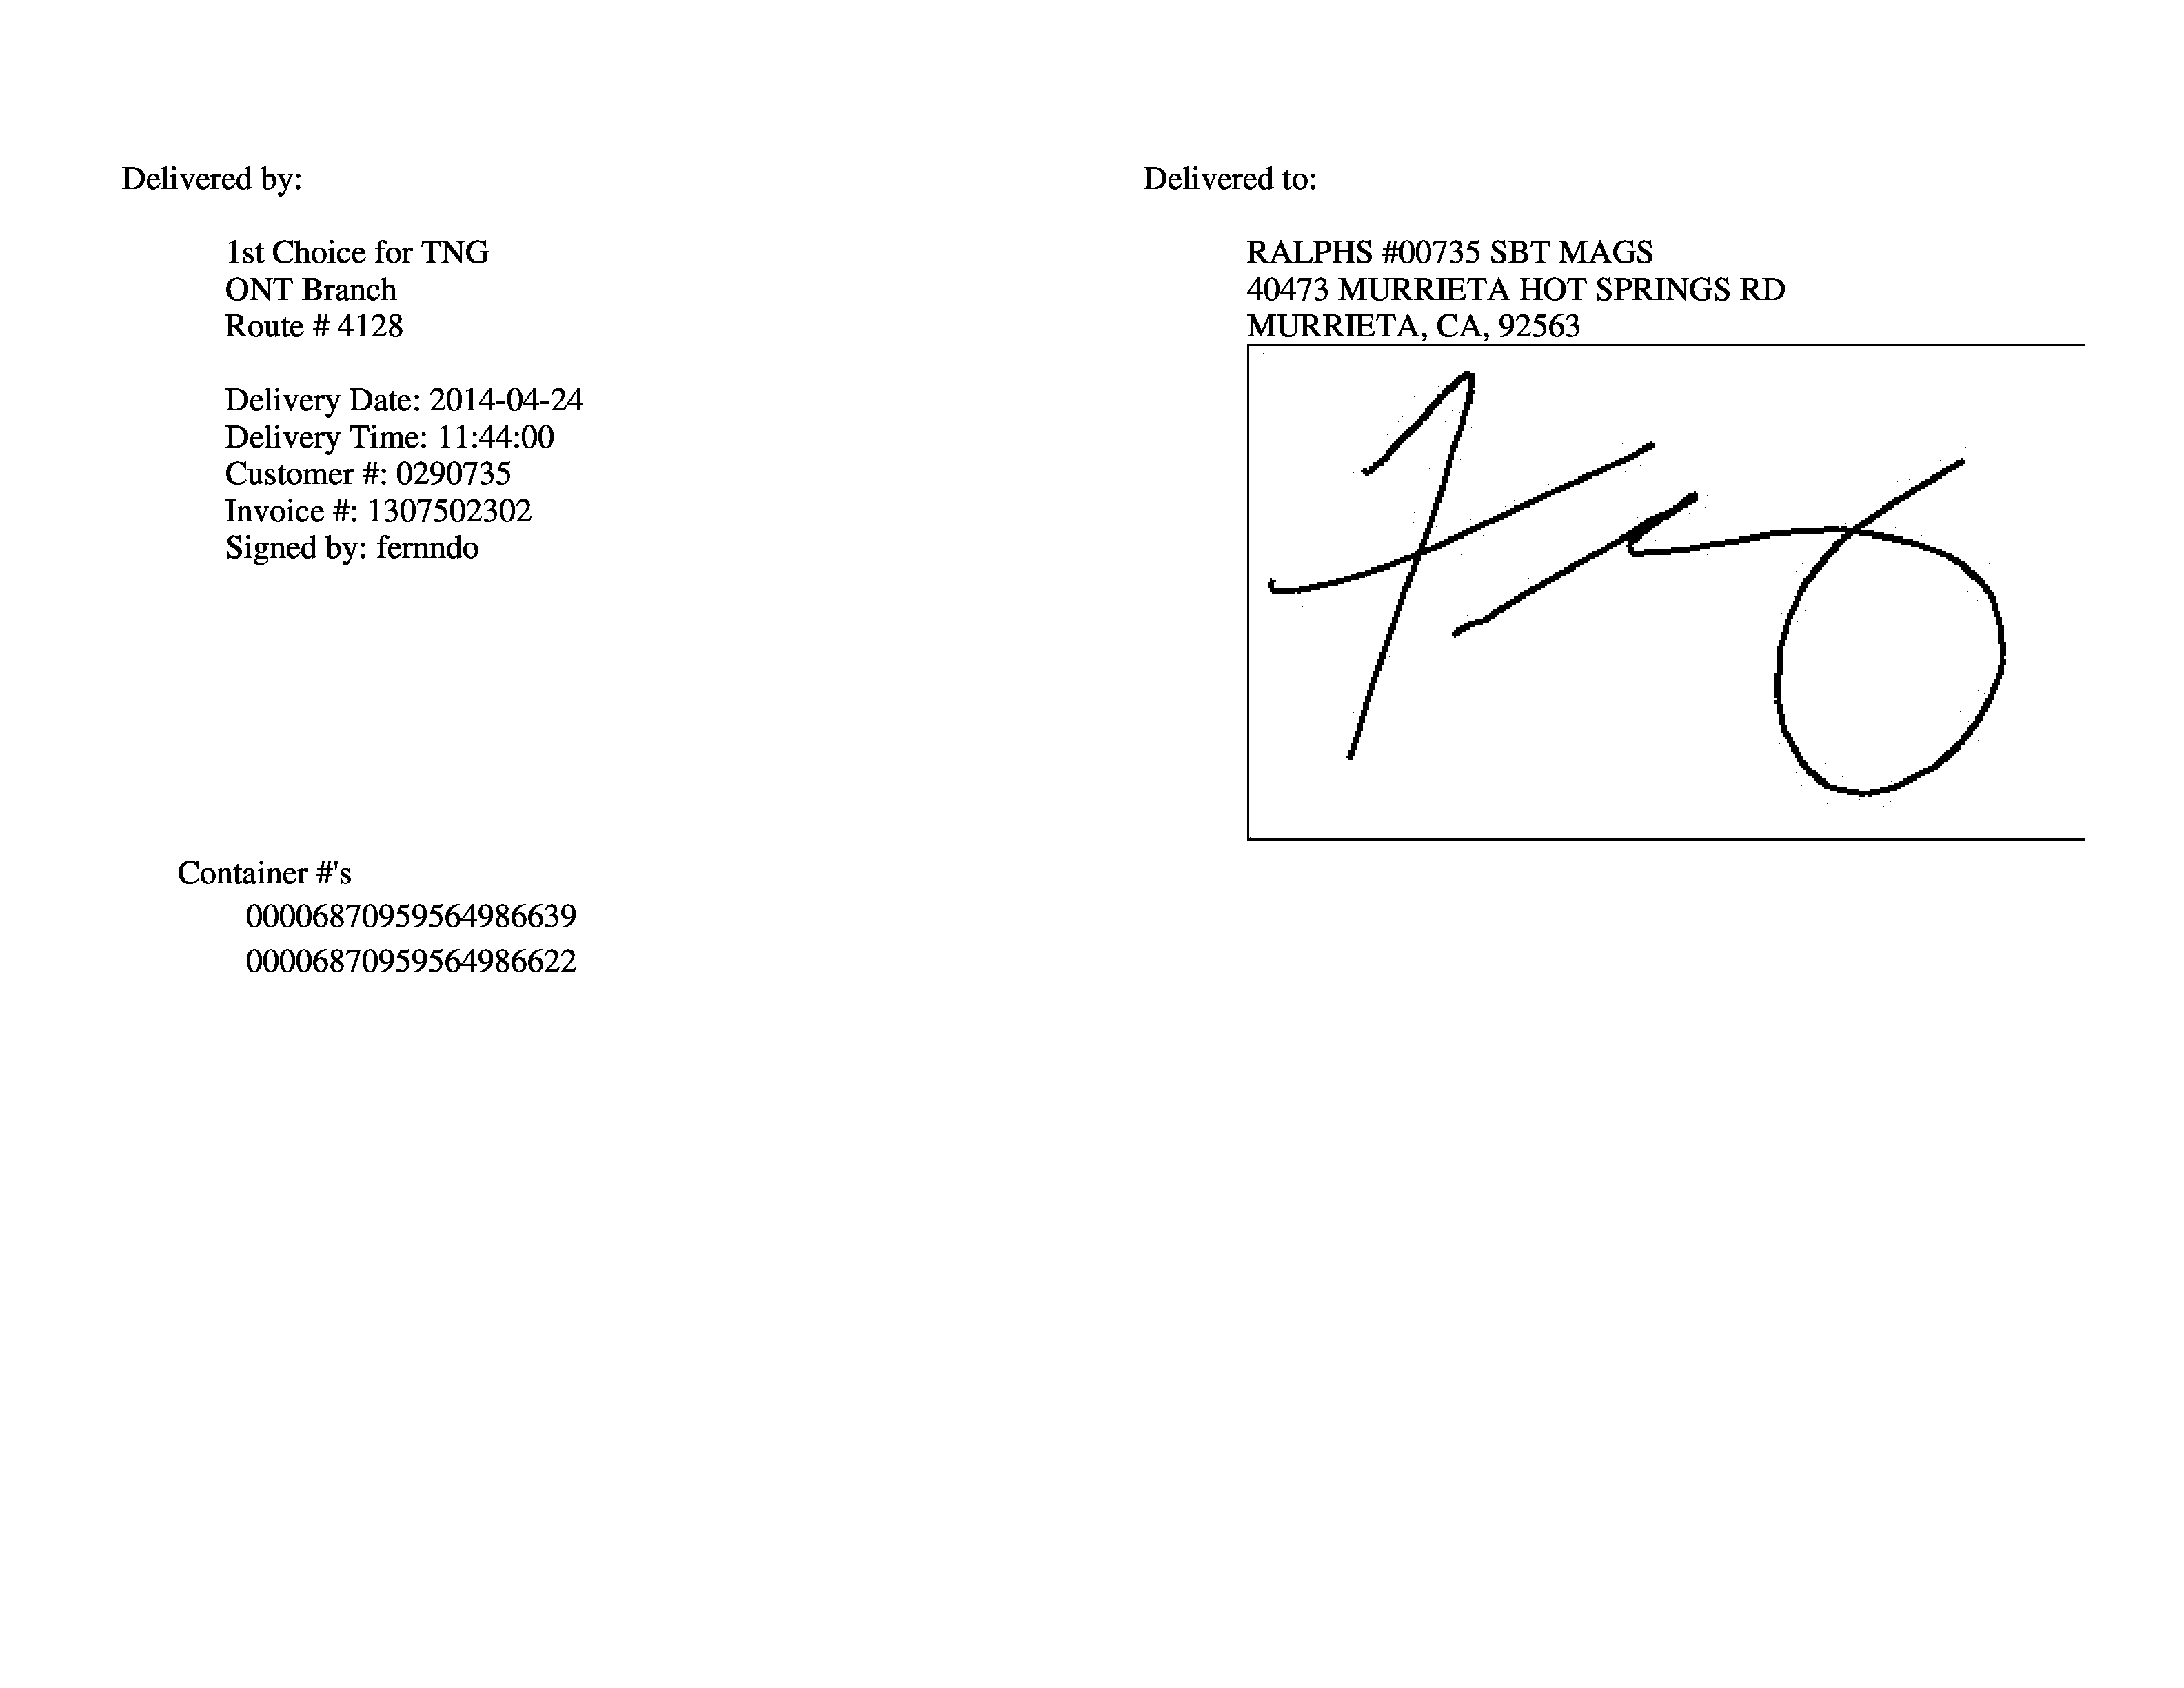 Delivered by:
1st Choice for TNG
ONT Branch
Route # 4128
Delivery Date: 2014-04-24
Delivery Time: 11:44:00
Customer #: 0290735
Invoice #: 1307502302
Signed by: fernndo
Delivered to:
RALPHS #00735 SBT MAGS
40473 MURRIETA HOT SPRINGS RD
MURRIETA, CA, 92563
Container #'s
00006870959564986639
00006870959564986622